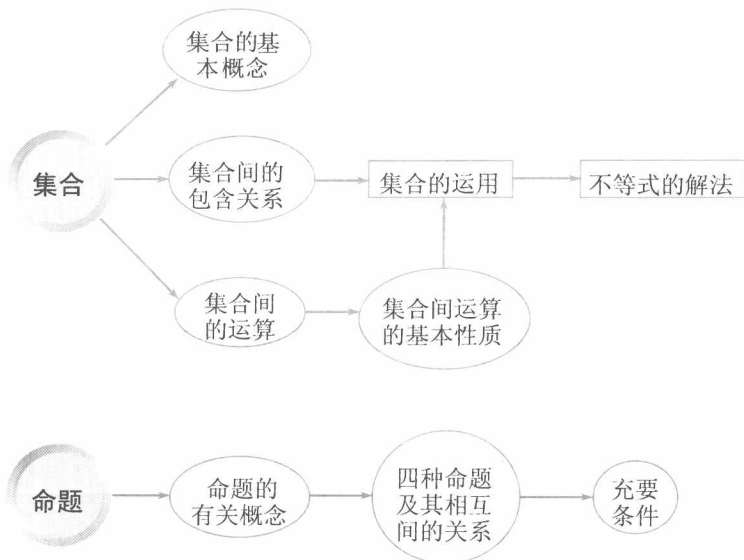 集合的基
本概念
集合
集合间的
包含关系
集合的运用
不等式的解法
集合间
的运算
集合间运算
的基本性质
命题
命题的
有关概念
四种命题
及其相互
间的关系
充要
条件